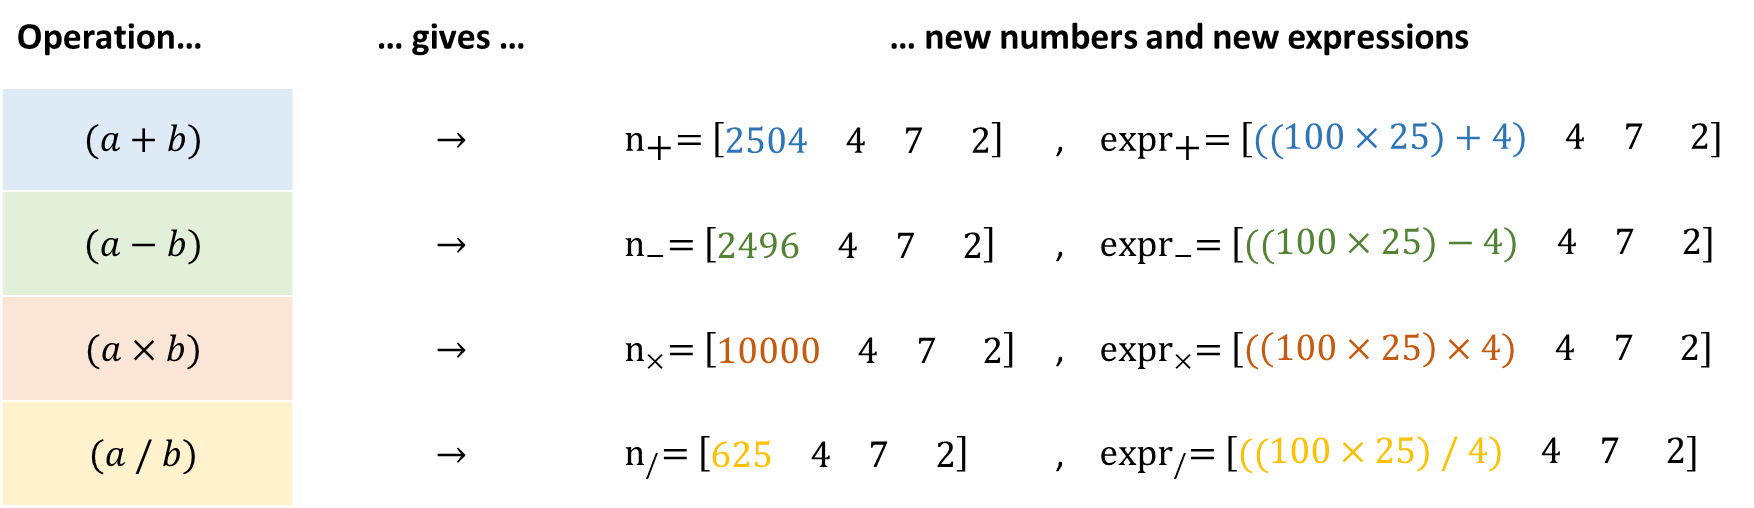 Operation… … gives … … new numbers and new expressions
(a + b) → n₊= [2504 4 7 2] , expr₊= [((100 × 25) + 4) 4 7 2]
(a − b) → n₋= [2496 4 7 2] , expr₋= [((100 × 25) − 4) 4 7 2]
(a × b) → n×= [10000 4 7 2] , expr×= [((100 × 25) × 4) 4 7 2]
(a / b) → n/= [625 4 7 2] , expr/= [((100 × 25) / 4) 4 7 2]